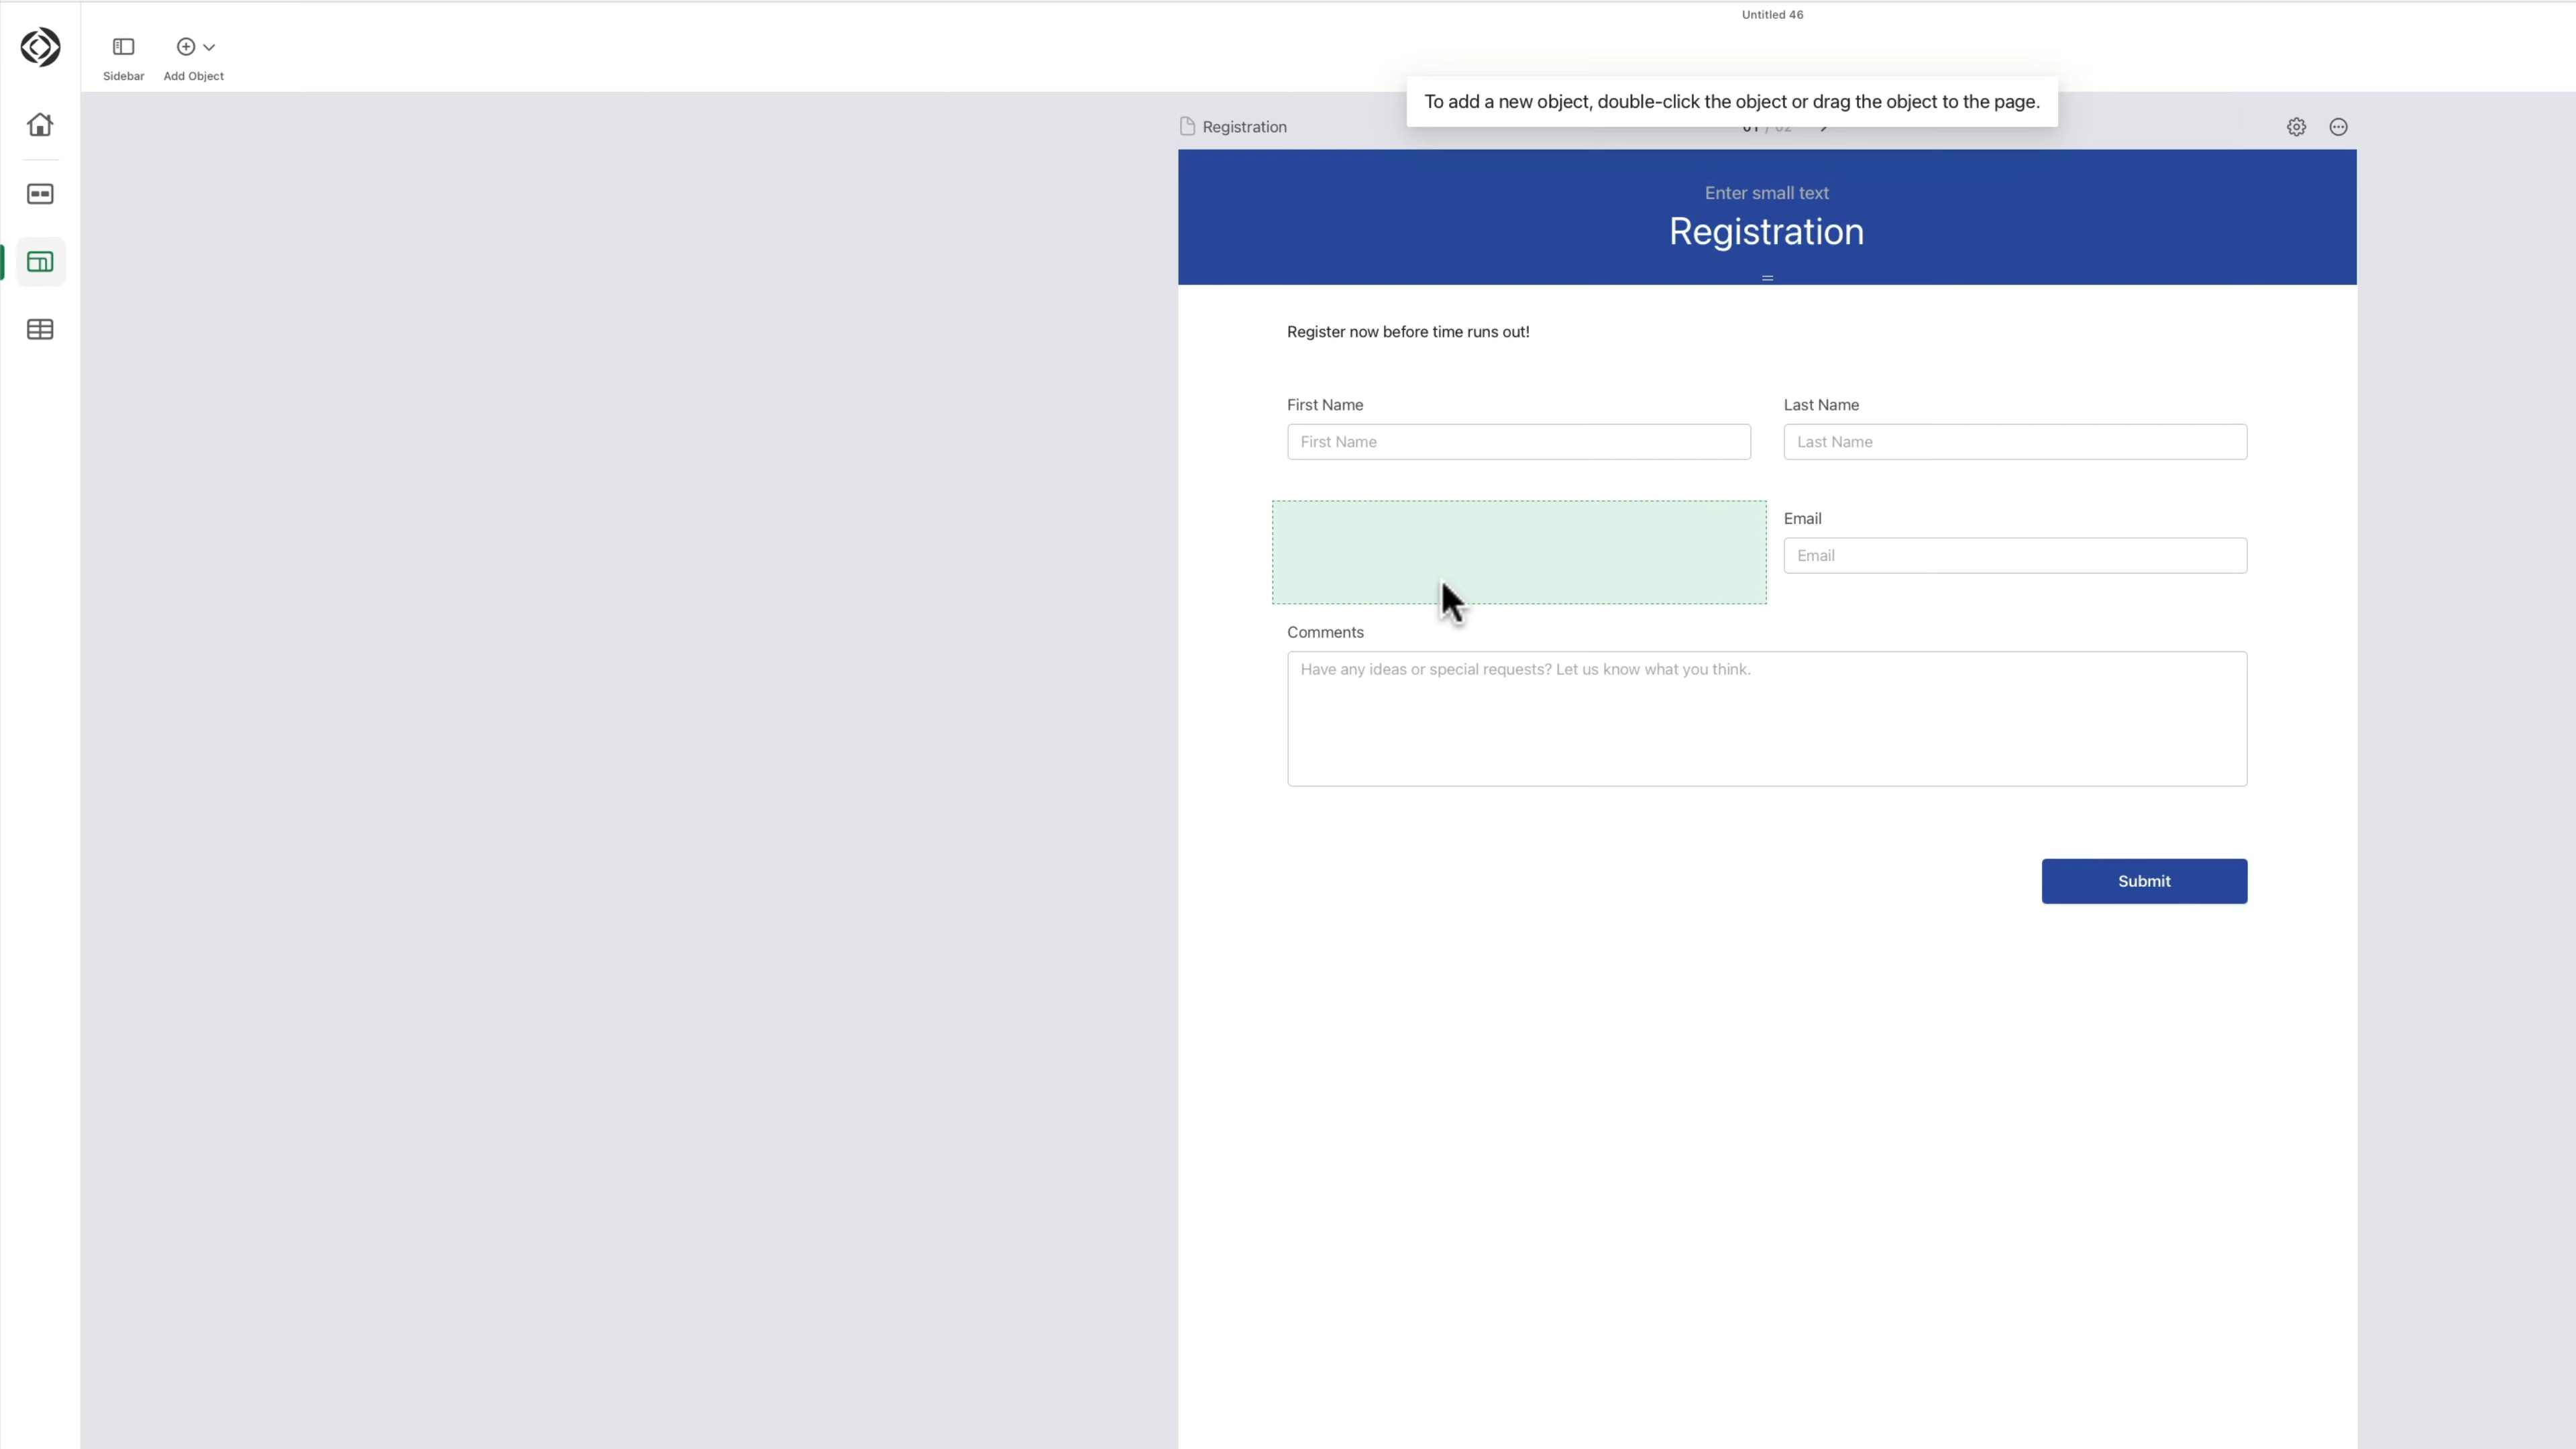 Untitled 46
Sidebar
Add Object
To add a new object, double-click the object or drag the object to the page.
Registration
Enter small text
Registration
Register now before time runs out!
First Name
Last Name
First Name
Last Name
Email
Email
Comments
Have any ideas or special requests? Let us know what you think.
Submit